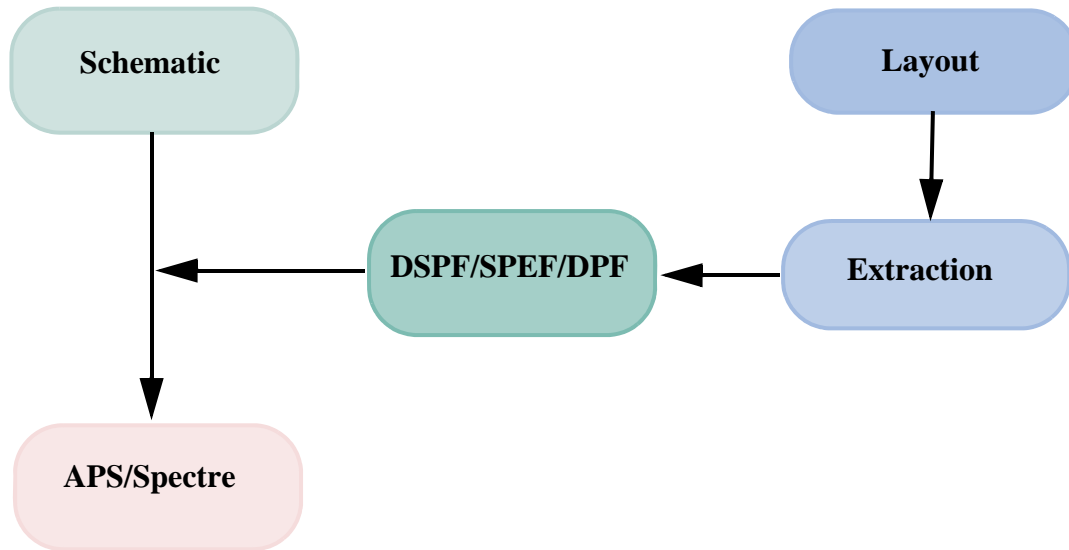 Schematic
Layout
DSPF/SPEF/DPF
Extraction
APS/Spectre